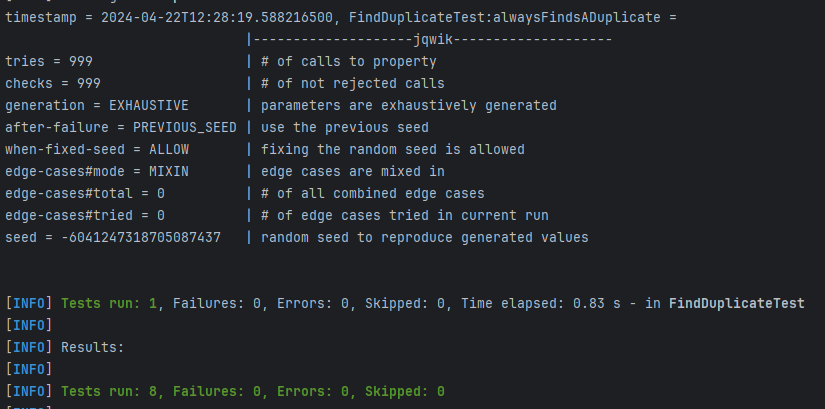 timestamp = 2024-04-22T12:28:19.588216500, FindDuplicateTest:alwaysFindsADuplicate =
|--------------------jqwik--------------------
tries = 999 | # of calls to property
checks = 999 | # of not rejected calls
generation = EXHAUSTIVE | parameters are exhaustively generated
after-failure = PREVIOUS_SEED | use the previous seed
when-fixed-seed = ALLOW | fixing the random seed is allowed
edge-cases#mode = MIXIN | edge cases are mixed in
edge-cases#total = 0 | # of all combined edge cases
edge-cases#tried = 0 | # of edge cases tried in current run
seed = -6041247318705087437 | random seed to reproduce generated values
[INFO] Tests run: 1, Failures: 0, Errors: 0, Skipped: 0, Time elapsed: 0.83 s - in FindDuplicateTest
[INFO]
[INFO] Results:
[INFO]
[INFO] Tests run: 8, Failures: 0, Errors: 0, Skipped: 0